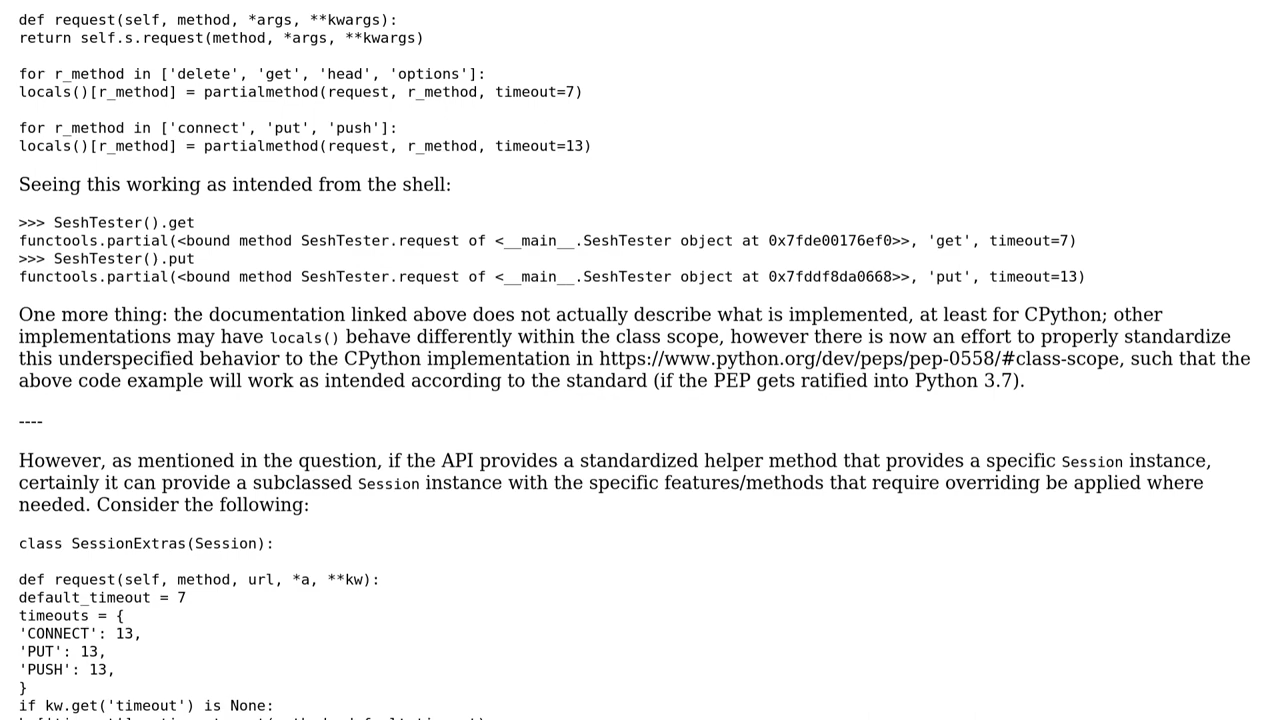 def request(self, method, *args, **kwargs):
return self.s.request(method, *args, **kwargs)
for r_method in ['delete', 'get', 'head', 'options']:
locals()[r_method] = partialmethod(request, r_method, timeout=7)
for r_method in ['connect', 'put', 'push']:
locals()[r_method] = partialmethod(request, r_method, timeout=13)
Seeing this working as intended from the shell:
>>> SeshTester().get
functools.partial(<bound method SeshTester.request of <__main__.SeshTester object at 0x7fde00176ef0>>, 'get', timeout=7)
>>> SeshTester().put
functools.partial(<bound method SeshTester.request of <__main__.SeshTester object at 0x7fddf8da0668>>, 'put', timeout=13)
One more thing: the documentation linked above does not actually describe what is implemented, at least for CPython; other
implementations may have locals() behave differently within the class scope, however there is now an effort to properly standardize
this underspecified behavior to the CPython implementation in https://www.python.org/dev/peps/pep-0558/#class-scope, such that the
above code example will work as intended according to the standard (if the PEP gets ratified into Python 3.7).
----
However, as mentioned in the question, if the API provides a standardized helper method that provides a specific Session instance,
certainly it can provide a subclassed Session instance with the specific features/methods that require overriding be applied where
needed. Consider the following:
class SessionExtras(Session):
def request(self, method, url, *a, **kw):
default_timeout = 7
timeouts = {
'CONNECT': 13,
'PUT': 13,
'PUSH': 13,
}
if kw.get('timeout') is None: